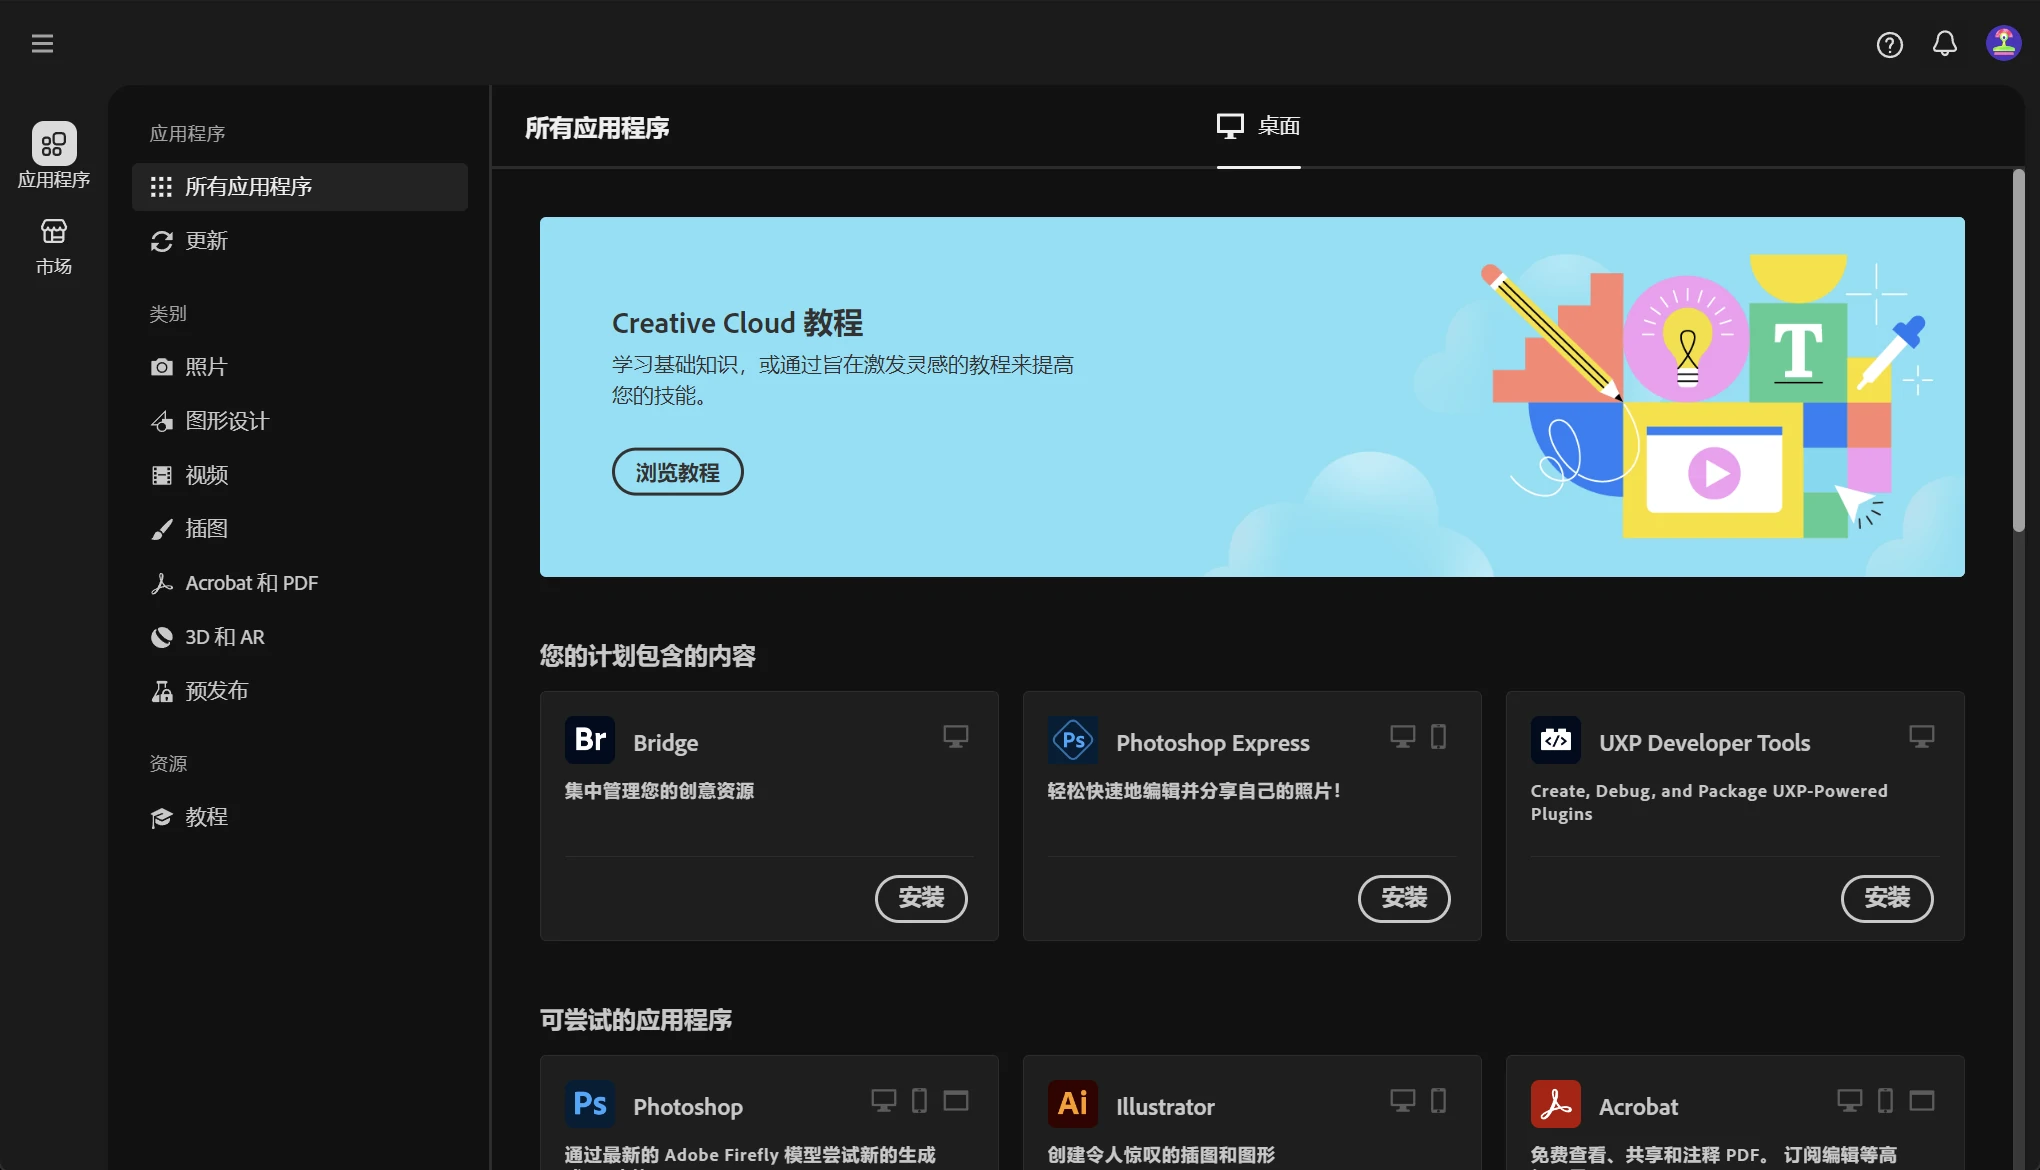 应用程序
市场
应用程序
所有应用程序
更新
类别
照片
图形设计
视频
插图
Acrobat 和 PDF
3D 和 AR
预发布
资源
教程
所有应用程序
桌面
Creative Cloud 教程
学习基础知识，或通过旨在激发灵感的教程来提高
您的技能。
浏览教程
T
您的计划包含的内容
Br Bridge
集中管理您的创意资源
安装
Ps Photoshop Express
轻松快速地编辑并分享自己的照片！
安装
UXP Developer Tools
Create, Debug, and Package UXP-Powered
Plugins
安装
可尝试的应用程序
Ps Photoshop
通过最新的 Adobe Firefly 模型尝试新的生成
Ai Illustrator
创建令人惊叹的插图和图形
Acrobat
免费查看、共享和注释 PDF。 订阅编辑等高